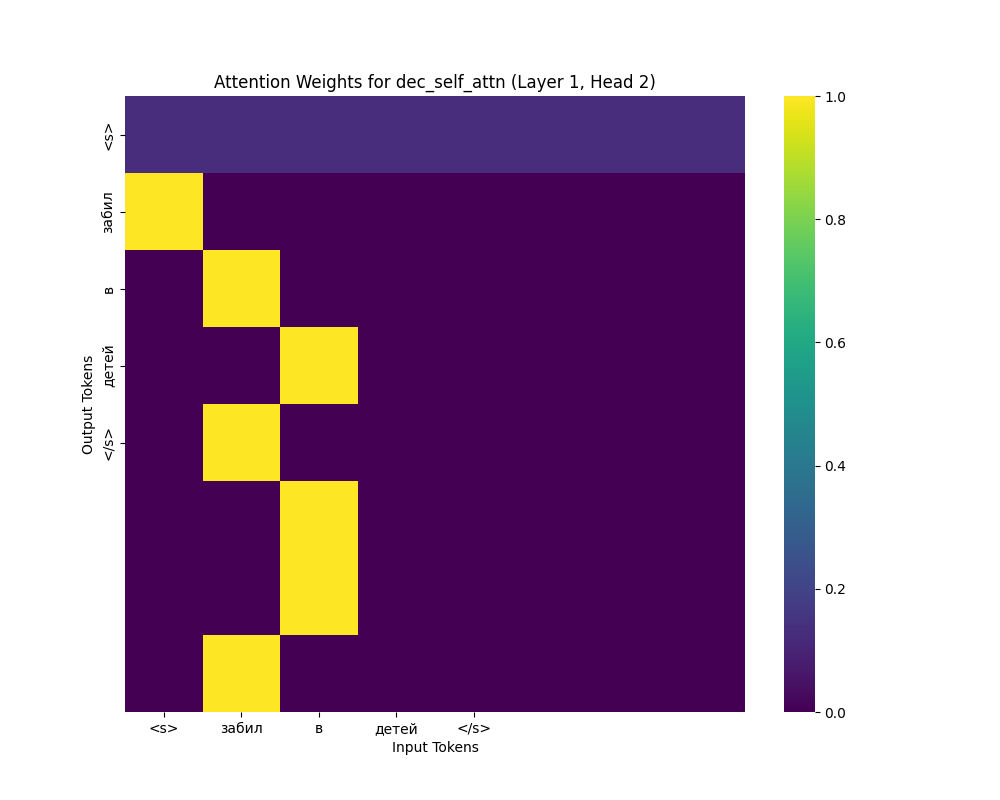 Attention Weights for dec_self_attn (Layer 1, Head 2)
Output Tokens
<s>
забил
в
детей
</s>
<s>
забил
в
детей
</s>
Input Tokens
1.0
0.8
0.6
0.4
0.2
0.0